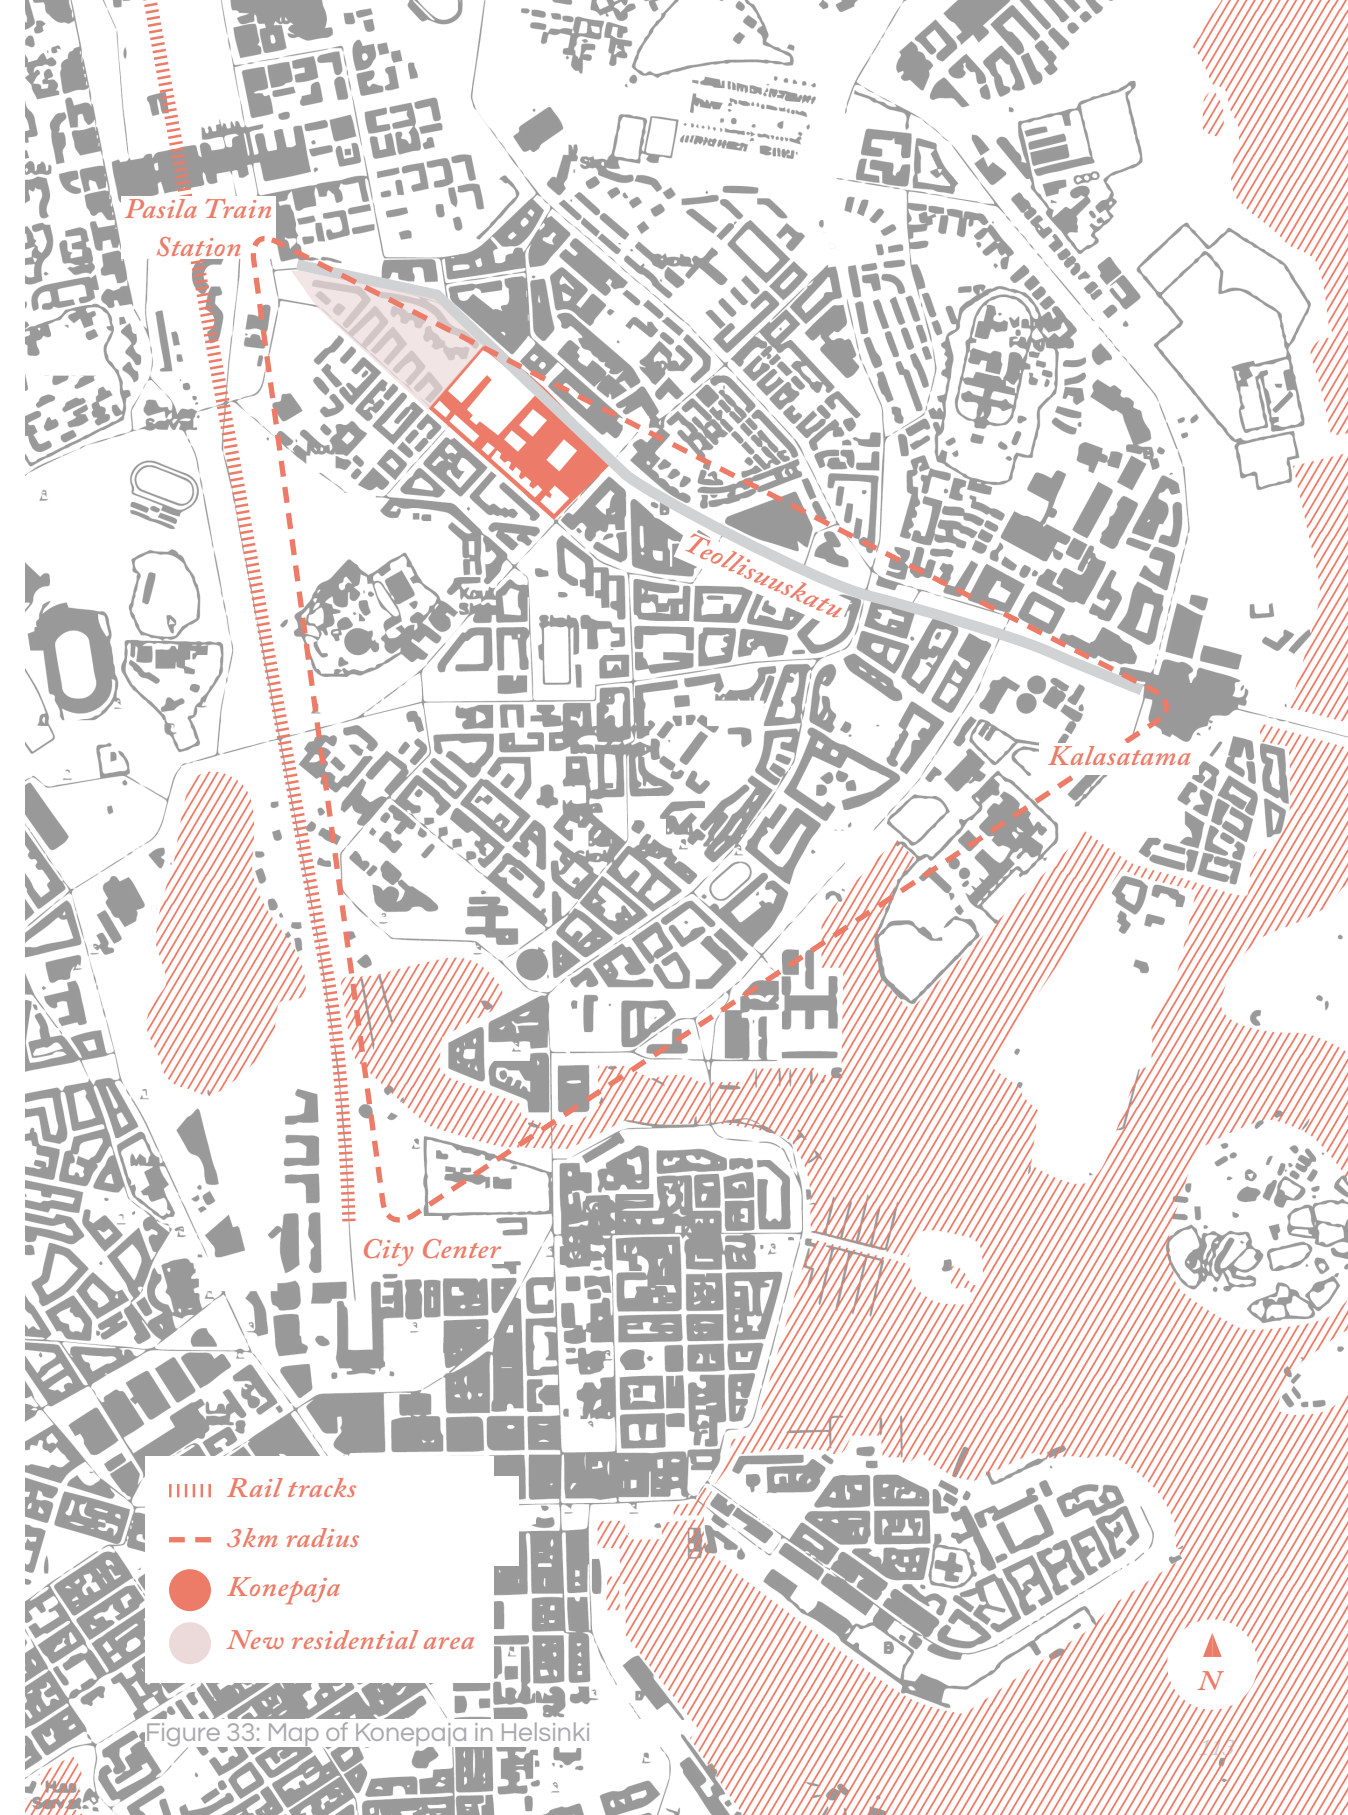 Pasila Train
Station
Teollisuuskatu
Kalasatama
City Center
Rail tracks
3km radius
Konepaja
New residential area
N
Figure 33: Map of Konepaja in Helsinki